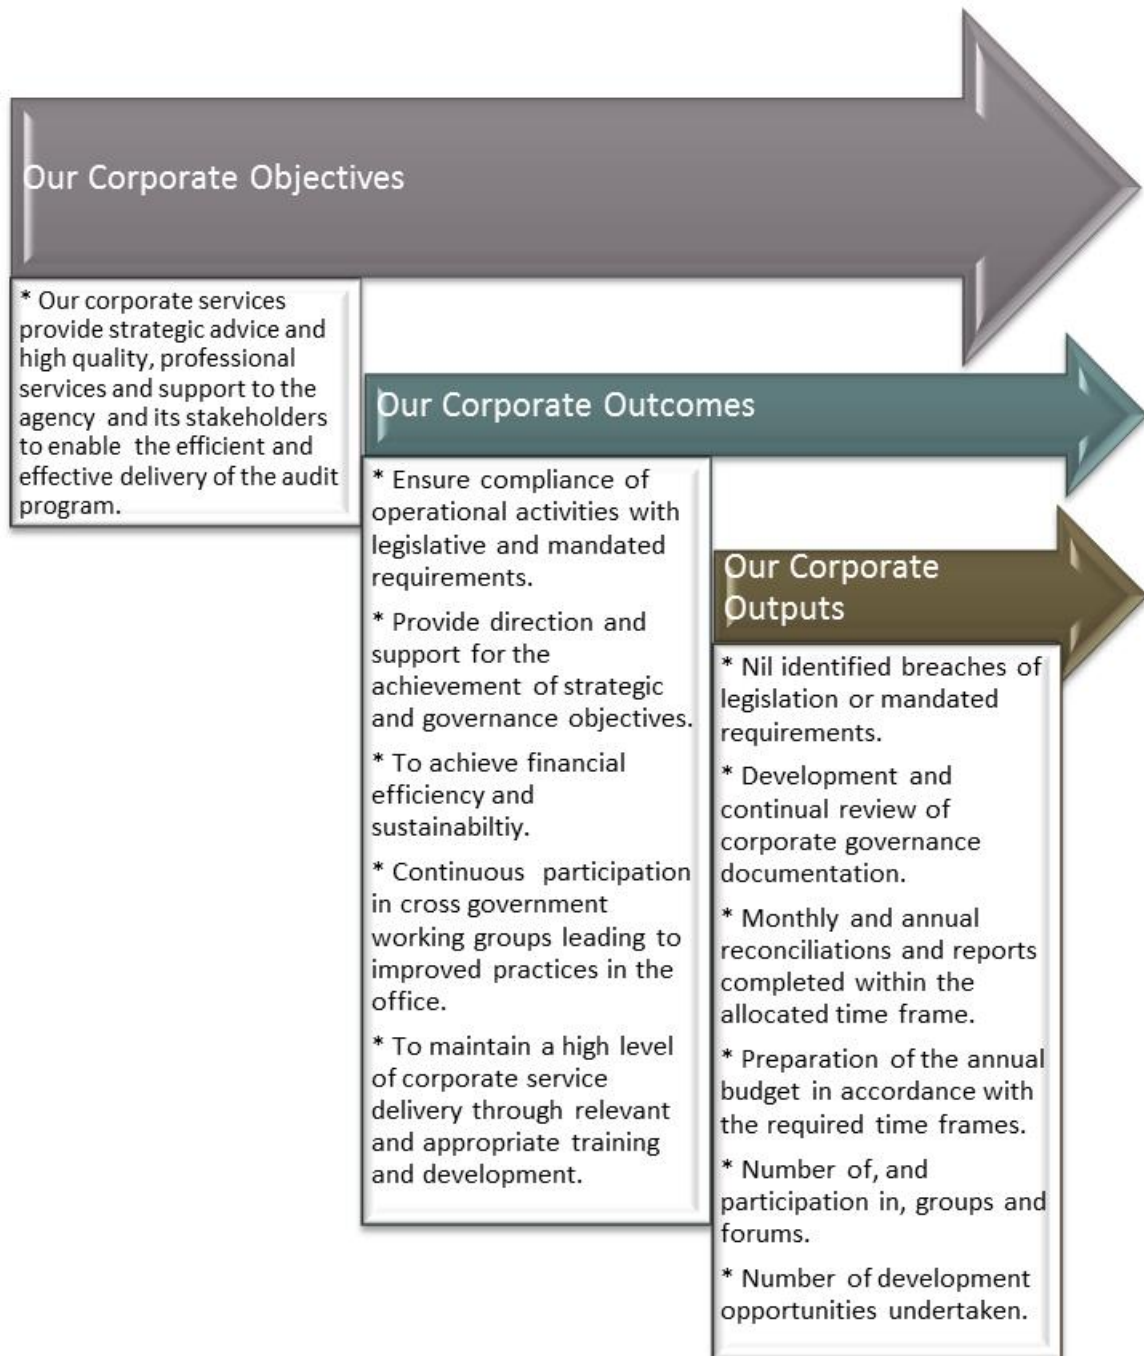 Our Corporate Objectives
* Our corporate services
provide strategic advice and
high quality, professional
services and support to the
agency and its stakeholders
to enable the efficient and
effective delivery of the audit
program.
Our Corporate Outcomes
* Ensure compliance of
operational activities with
legislative and mandated
requirements.
* Provide direction and
support for the
achievement of strategic
and governance objectives.
* To achieve financial
efficiency and
sustainabiltiy.
* Continuous participation
in cross government
working groups leading to
improved practices in the
office.
* To maintain a high level
of corporate service
delivery through relevant
and appropriate training
and development.
Our Corporate
Outputs
* Nil identified breaches of
legislation or mandated
requirements.
* Development and
continual review of
corporate governance
documentation.
* Monthly and annual
reconciliations and reports
completed within the
allocated time frame.
* Preparation of the annual
budget in accordance with
the required time frames.
* Number of, and
participation in, groups and
forums.
* Number of development
opportunities undertaken.